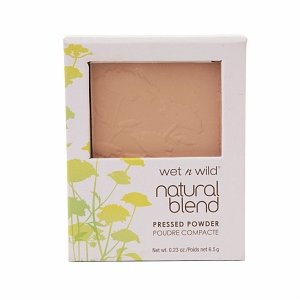 wet n wild®
natural
blend
PRESSED POWDER
POUDRE COMPACTE
Net wt. 0.23 oz./Poids net 6.5 g